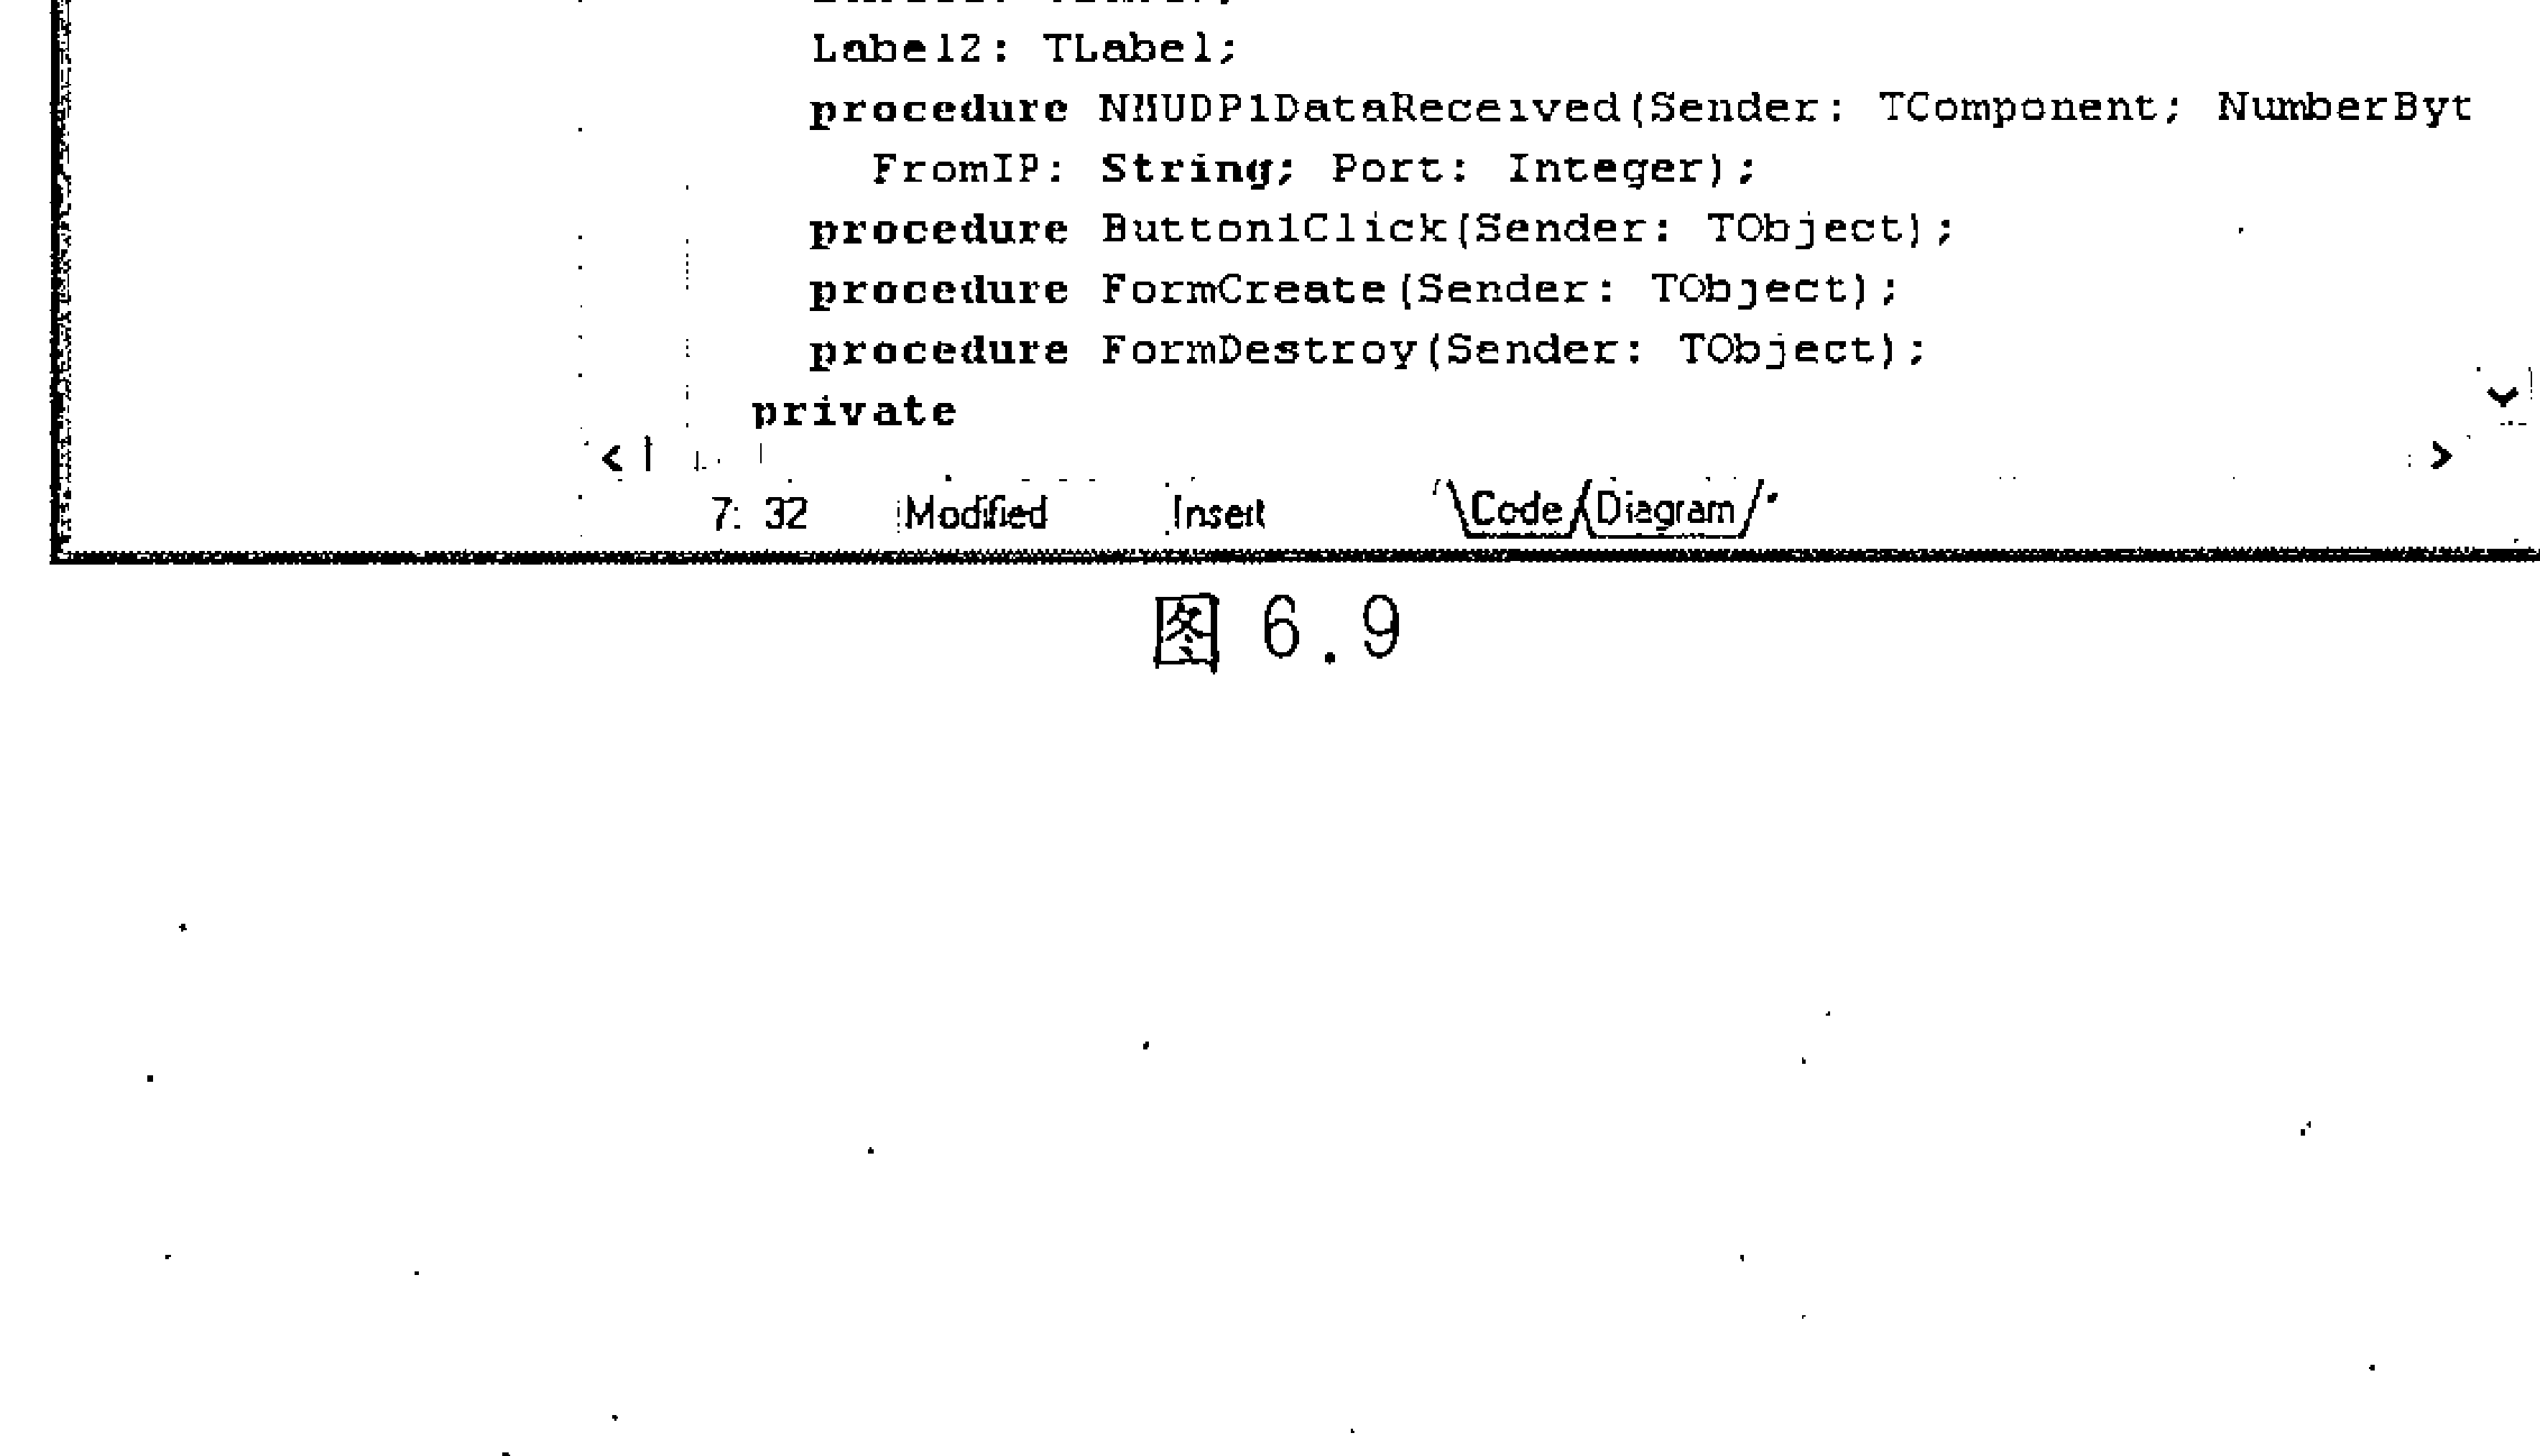 Label2: TLabel;
procedure NMUDP1DataReceived(Sender: TComponent; NumberByt
FromIP: String; Port: Integer);
procedure Button1Click(Sender: TObject);
procedure FormCreate(Sender: TObject);
procedure FormDestroy(Sender: TObject);
private
7: 32 Modified Insert Code Diagram
图 6.9